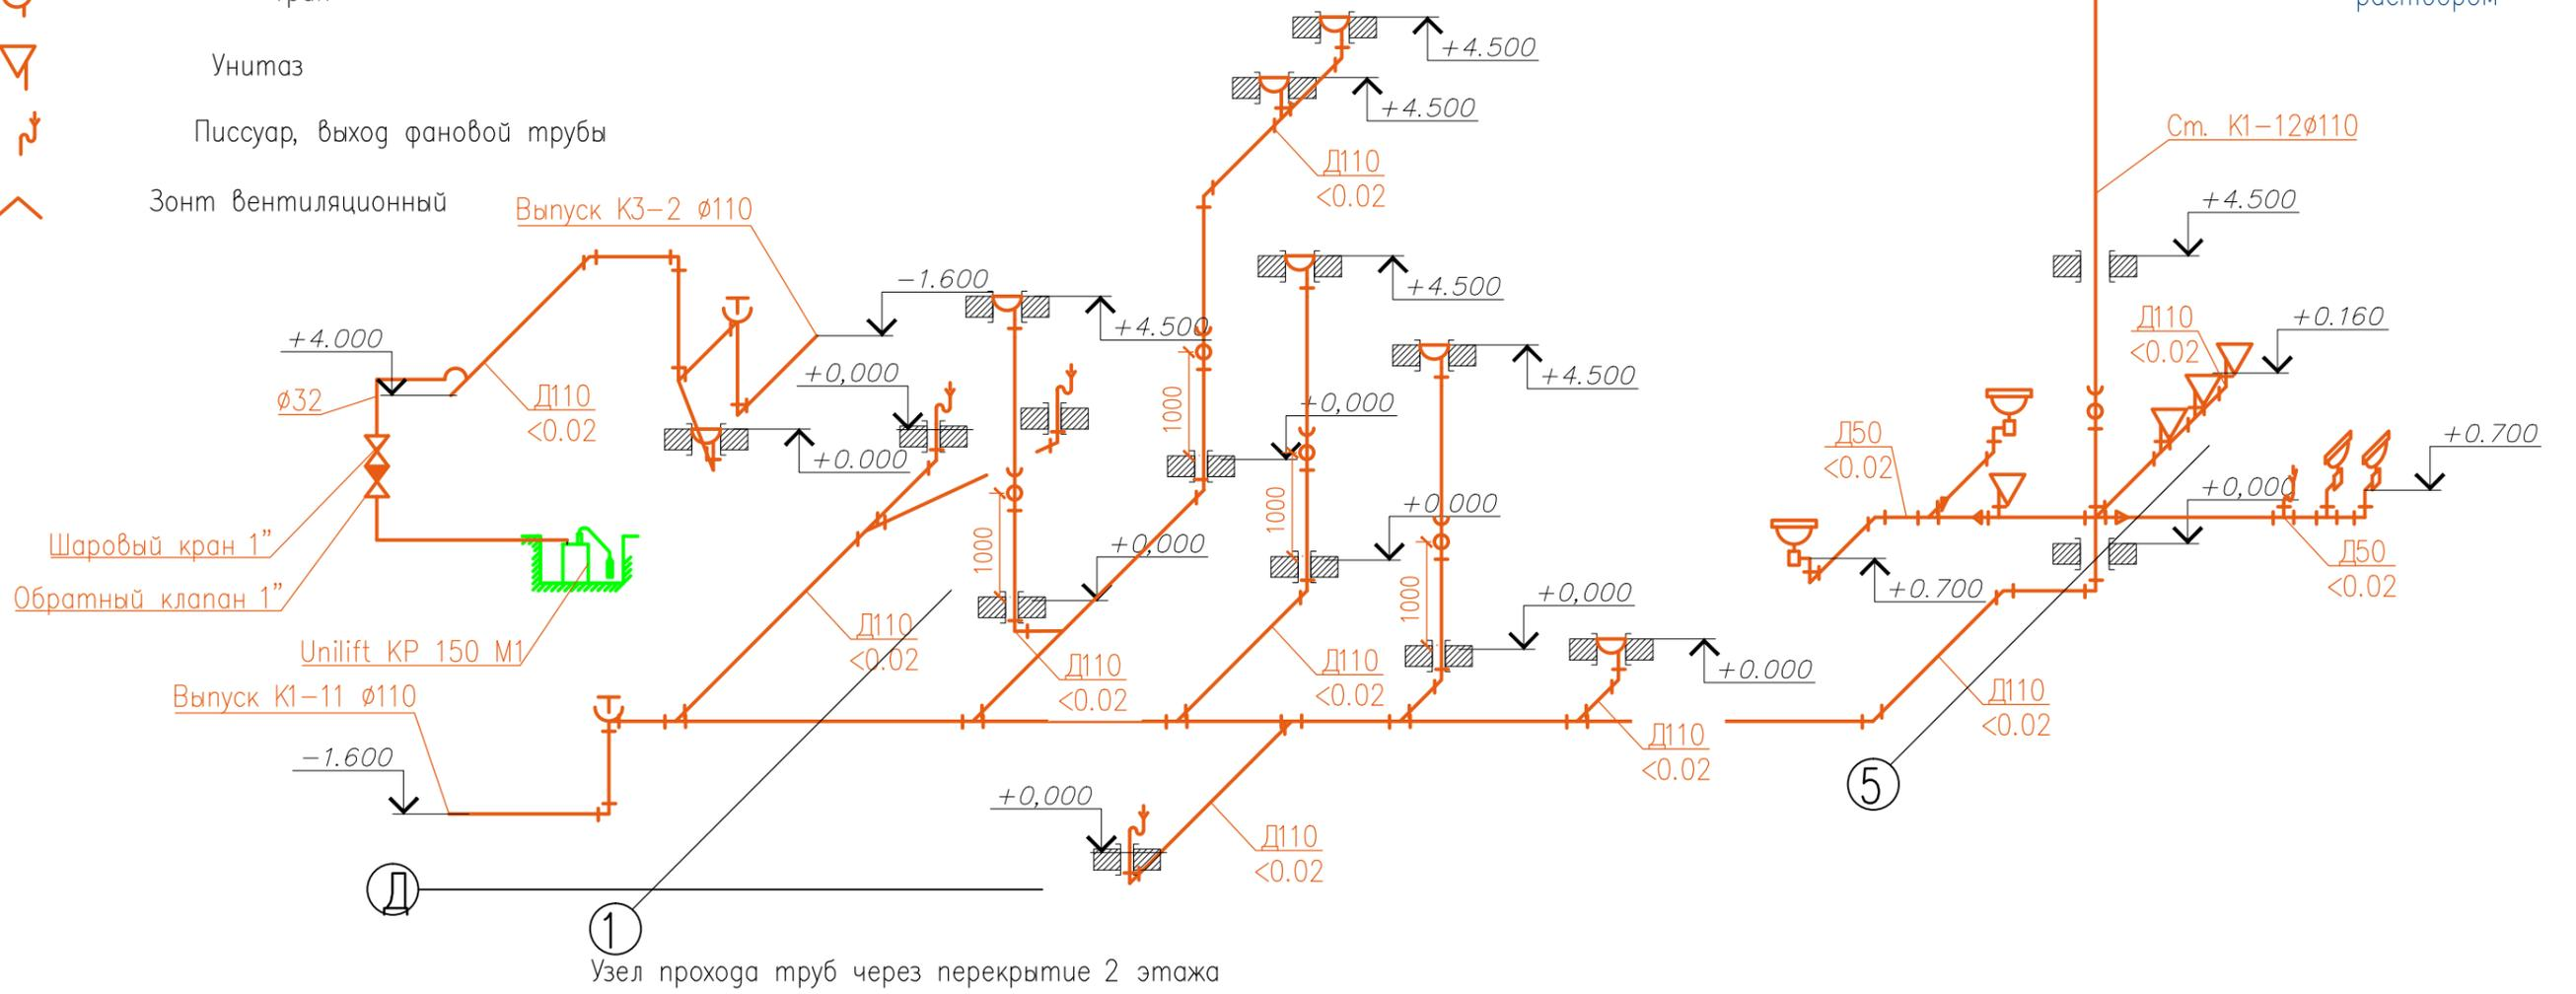 Унитаз
Писсуар, выход фановой трубы
Зонт вентиляционный
Выпуск К3-2 ø110
+4.500
+4.500
Д110
<0.02
Ст. К1-12ø110
+4.500
-1.600
+4.500
+4.500
+4.500
+4.000
ø32
Д110
<0.02
+0,000
+0.000
1000
+0,000
1000
+0,000
1000
+0,000
1000
+0,000
Д110
<0.02
+0.160
Д50
<0.02
+0.700
+0,000
Д50
<0.02
+0.700
Шаровый кран 1"
Обратный клапан 1"
Unilift KP 150 M1
Выпуск К1-11 ø110
-1.600
Д110
<0.02
Д110
<0.02
Д110
<0.02
+0.000
Д110
<0.02
Д110
<0.02
5
+0,000
Д110
<0.02
Д
1
Узел прохода труб через перекрытие 2 этажа